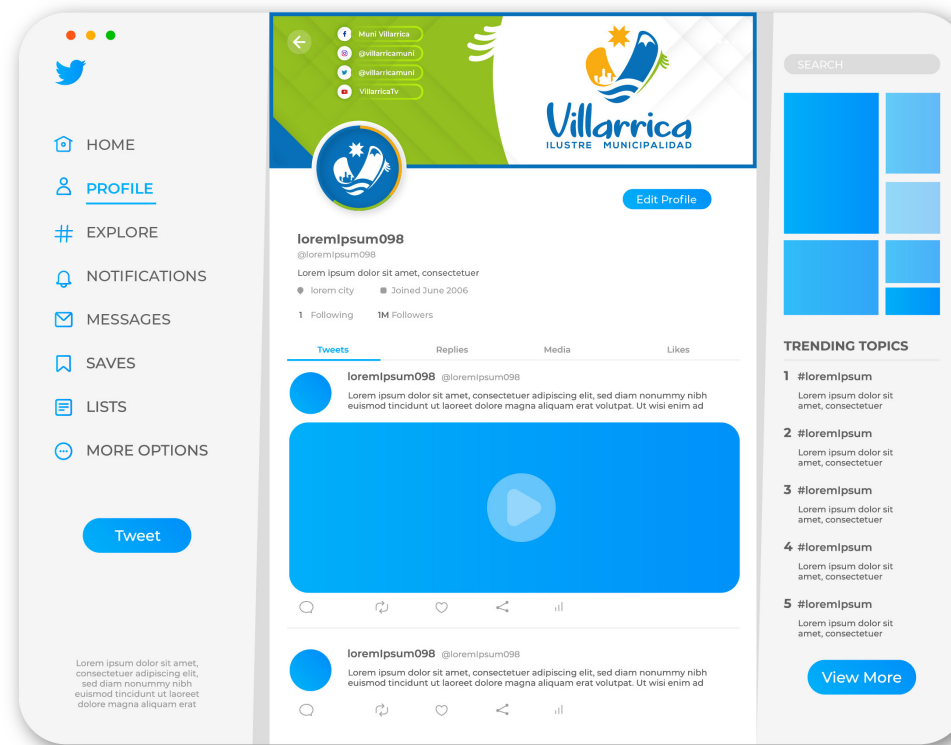 HOME
PROFILE
EXPLORE
NOTIFICATIONS
MESSAGES
SAVES
LISTS
MORE OPTIONS
Tweet
Lorem ipsum dolor sit amet,
consectetuer adipiscing elit,
sed diam nonummy nibh
euismod tincidunt ut laoreet
dolore magna aliquam erat
Muni Villarrica
@villarricamuni
@villarricamuni
VillarricaTv
Villarrica
ILUSTRE MUNICIPALIDAD
Edit Profile
loremIpsum098
@loremIpsum098
Lorem ipsum dolor sit amet, consectetuer
lorem city Joined June 2006
1 Following 1M Followers
Tweets Replies Media Likes
loremIpsum098 @loremIpsum098
Lorem ipsum dolor sit amet, consectetuer adipiscing elit, sed diam nonummy nibh
euismod tincidunt ut laoreet dolore magna aliquam erat volutpat. Ut wisi enim ad
loremIpsum098 @loremIpsum098
Lorem ipsum dolor sit amet, consectetuer adipiscing elit, sed diam nonummy nibh
euismod tincidunt ut laoreet dolore magna aliquam erat volutpat. Ut wisi enim ad
SEARCH
TRENDING TOPICS
1 #loremIpsum
Lorem ipsum dolor sit
amet, consectetuer
2 #loremIpsum
Lorem ipsum dolor sit
amet, consectetuer
3 #loremIpsum
Lorem ipsum dolor sit
amet, consectetuer
4 #loremIpsum
Lorem ipsum dolor sit
amet, consectetuer
5 #loremIpsum
Lorem ipsum dolor sit
amet, consectetuer
View More